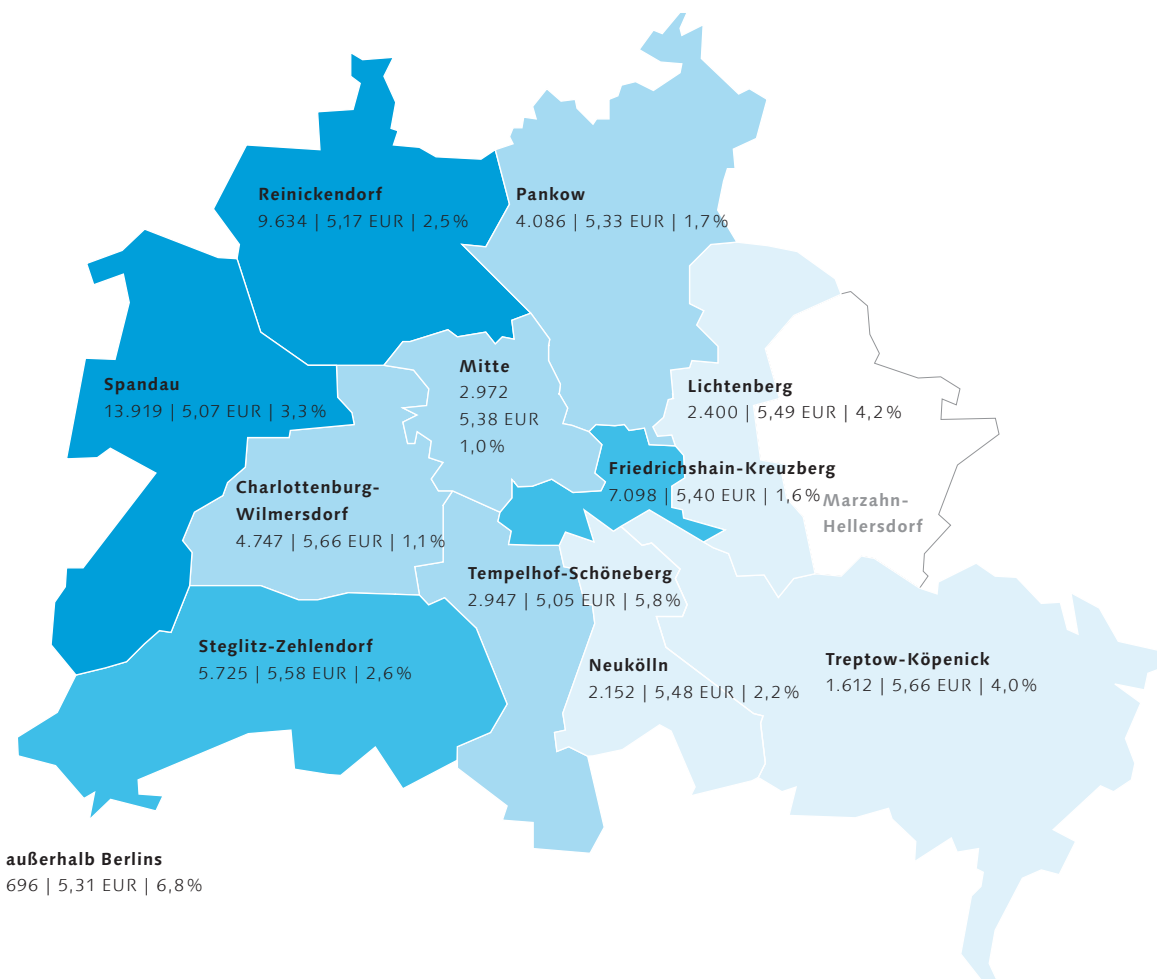 Reinickendorf
9.634 | 5,17 EUR | 2,5%
Pankow
4.086 | 5,33 EUR | 1,7%
Spandau
13.919 | 5,07 EUR | 3,3%
Mitte
2.972
5,38 EUR
1,0%
Lichtenberg
2.400 | 5,49 EUR | 4,2%
Friedrichshain-Kreuzberg
7.098 | 5,40 EUR | 1,6%
Marzahn-
Hellersdorf
Charlottenburg-
Wilmersdorf
4.747 | 5,66 EUR | 1,1%
Tempelhof-Schöneberg
2.947 | 5,05 EUR | 5,8%
Steglitz-Zehlendorf
5.725 | 5,58 EUR | 2,6%
Neukölln
2.152 | 5,48 EUR | 2,2%
Treptow-Köpenick
1.612 | 5,66 EUR | 4,0%
außerhalb Berlins
696 | 5,31 EUR | 6,8%